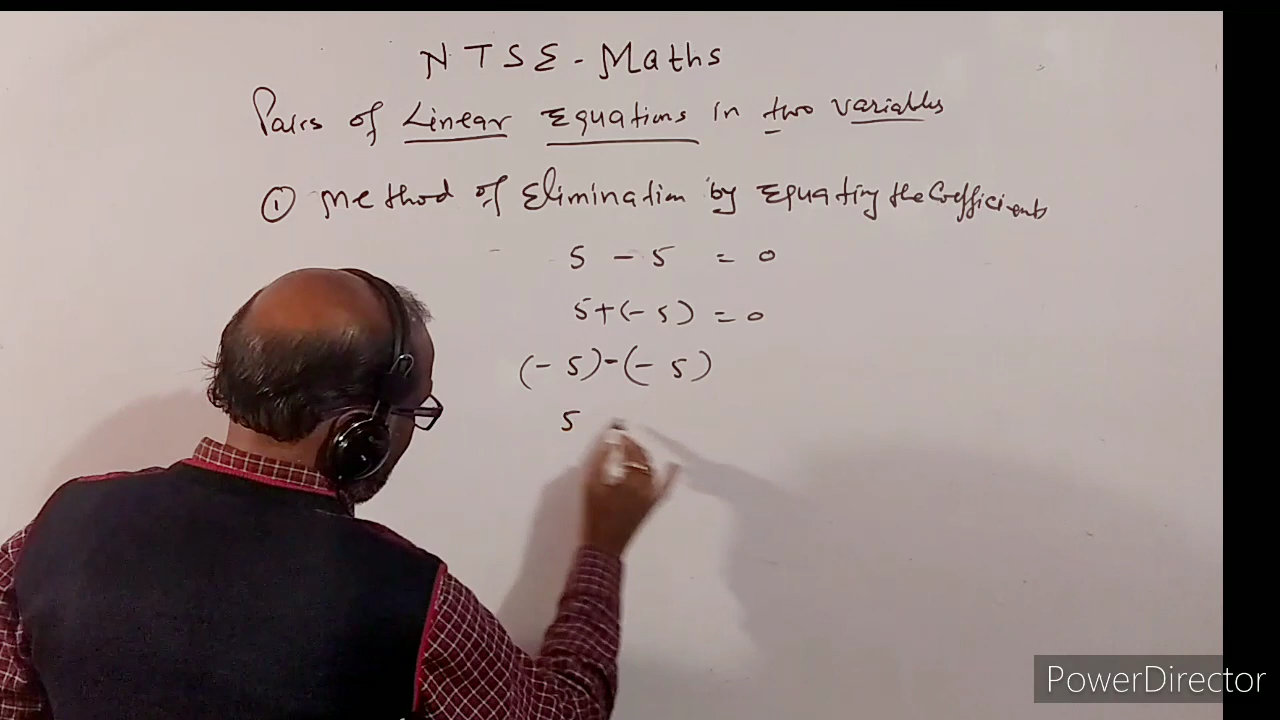 NTSE - Maths
Pairs of Linear Equations in two variables
① Method of Elimination by Equating the Coefficients
5 - 5 = 0
5+(-5) = 0
(-5)-(-5)
5
PowerDirector